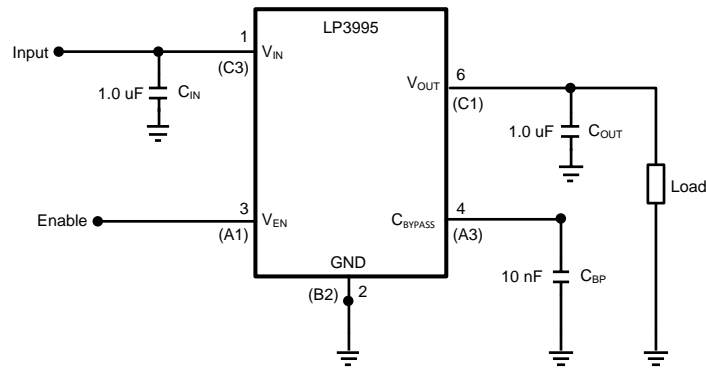 LP3995
Input
1
V_IN
(C3)
1.0 uF
C_IN
V_OUT
6
(C1)
1.0 uF
C_OUT
Load
Enable
3
V_EN
(A1)
C_BYPASS
4
(A3)
GND
(B2)
2
10 nF
C_BP